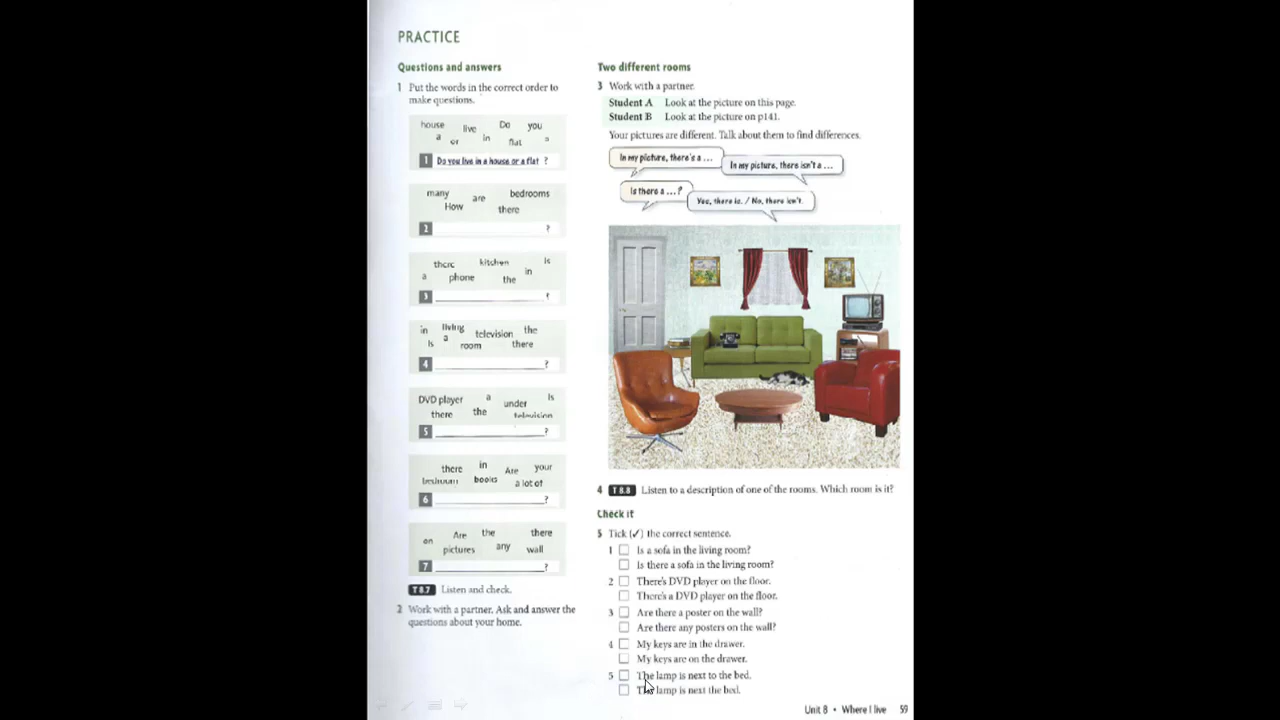 PRACTICE
Questions and answers
1 Put the words in the correct order to
make questions.
house live Do you
a or in flat a
1 Do you live in a house or a flat ?
many are bedrooms
How there
2 ?
there kitchen Is
a phone the in
3 ?
in living television the
Is a room there
4 ?
DVD player a under Is
there the television
5 ?
there in Are your
bedroom books a lot of
6 ?
on Are the there
pictures any wall
7 ?
T 8.7 Listen and check.
2 Work with a partner. Ask and answer the
questions about your home.
Two different rooms
3 Work with a partner.
Student A Look at the picture on this page.
Student B Look at the picture on p141.
Your pictures are different. Talk about them to find differences.
In my picture, there's a ...
In my picture, there isn't a ...
Is there a ...?
Yes, there is. / No, there isn't.
4 T 8.8 Listen to a description of one of the rooms. Which room is it?
Check it
5 Tick (✓) the correct sentence.
1 Is a sofa in the living room?
Is there a sofa in the living room?
2 There's DVD player on the floor.
There's a DVD player on the floor.
3 Are there a poster on the wall?
Are there any posters on the wall?
4 My keys are in the drawer.
My keys are on the drawer.
5 The lamp is next to the bed.
The lamp is next the bed.
Unit 8 • Where I live 59